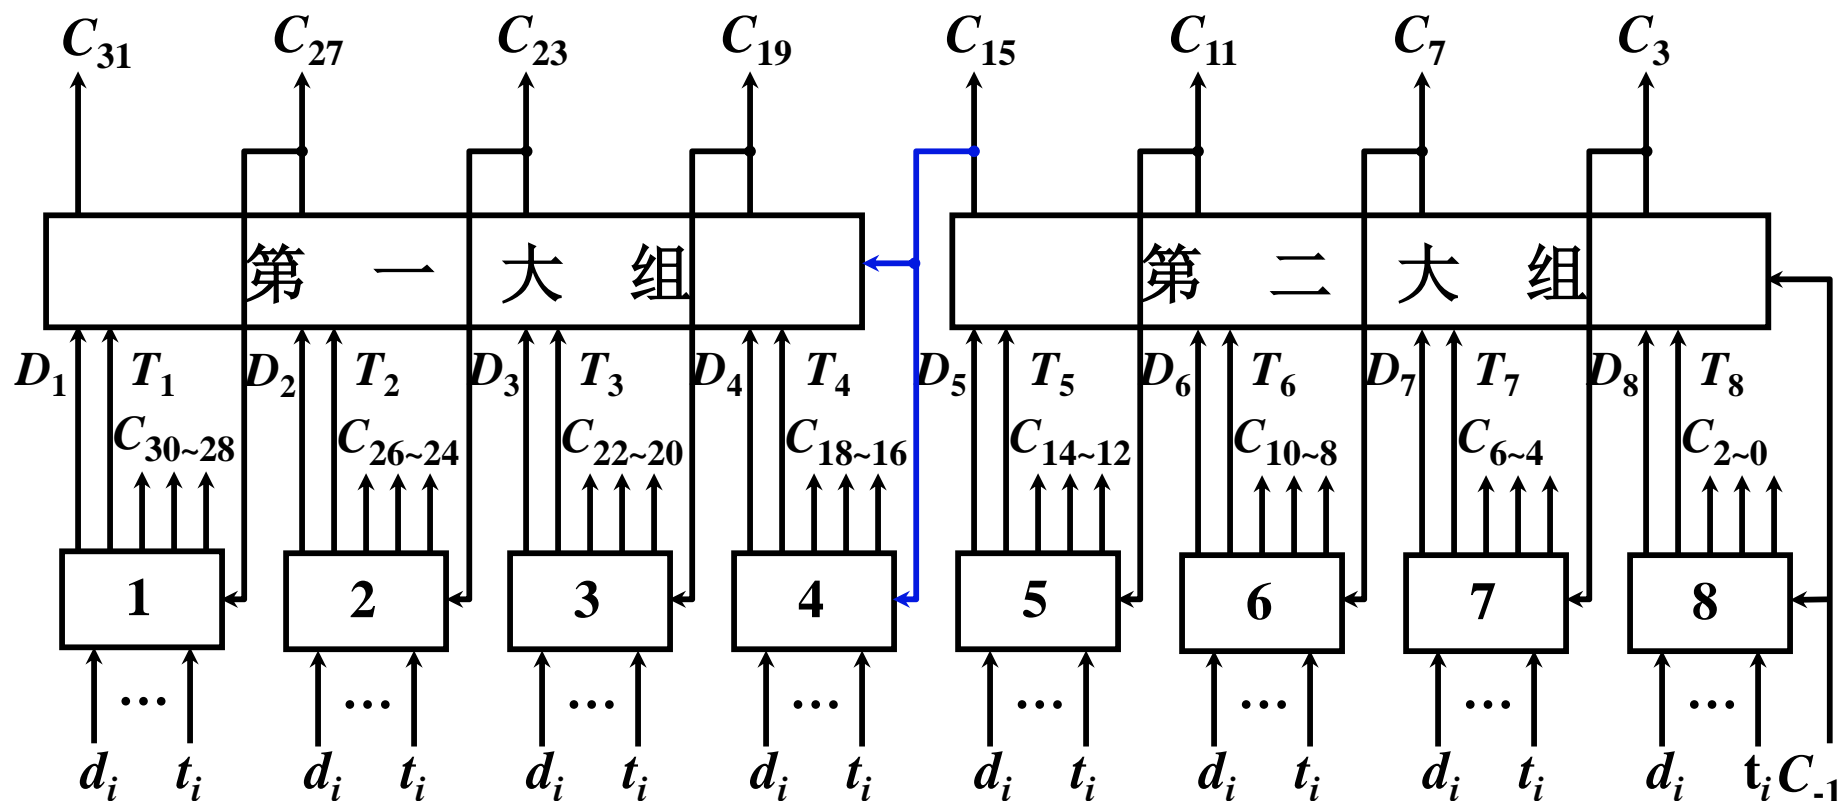 C31 C27 C23 C19 C15 C11 C7 C3
第 一 大 组 第 二 大 组
D1 T1 D2 T2 D3 T3 D4 T4 D5 T5 D6 T6 D7 T7 D8 T8
C30~28 C26~24 C22~20 C18~16 C14~12 C10~8 C6~4 C2~0
1 2 3 4 5 6 7 8
… … … … … … … …
di ti di ti di ti di ti di ti di ti di ti di ti C-1